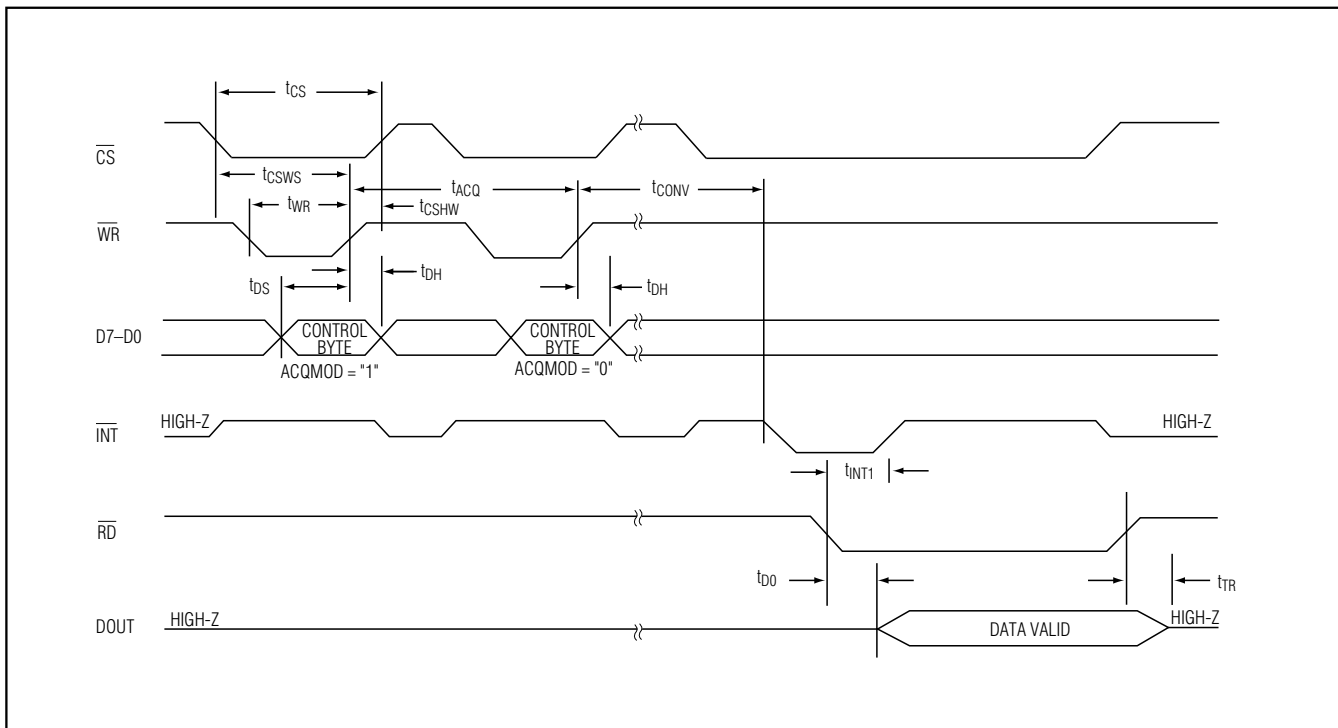 tCS
CS
tCSWS
tACQ
tCONV
tWR
tCSHW
WR
tDS
tDH
tDH
D7–D0
CONTROL
BYTE
ACQMOD = "1"
CONTROL
BYTE
ACQMOD = "0"
INT
HIGH-Z
HIGH-Z
tINT1
RD
tD0
tTR
DOUT
HIGH-Z
DATA VALID
HIGH-Z